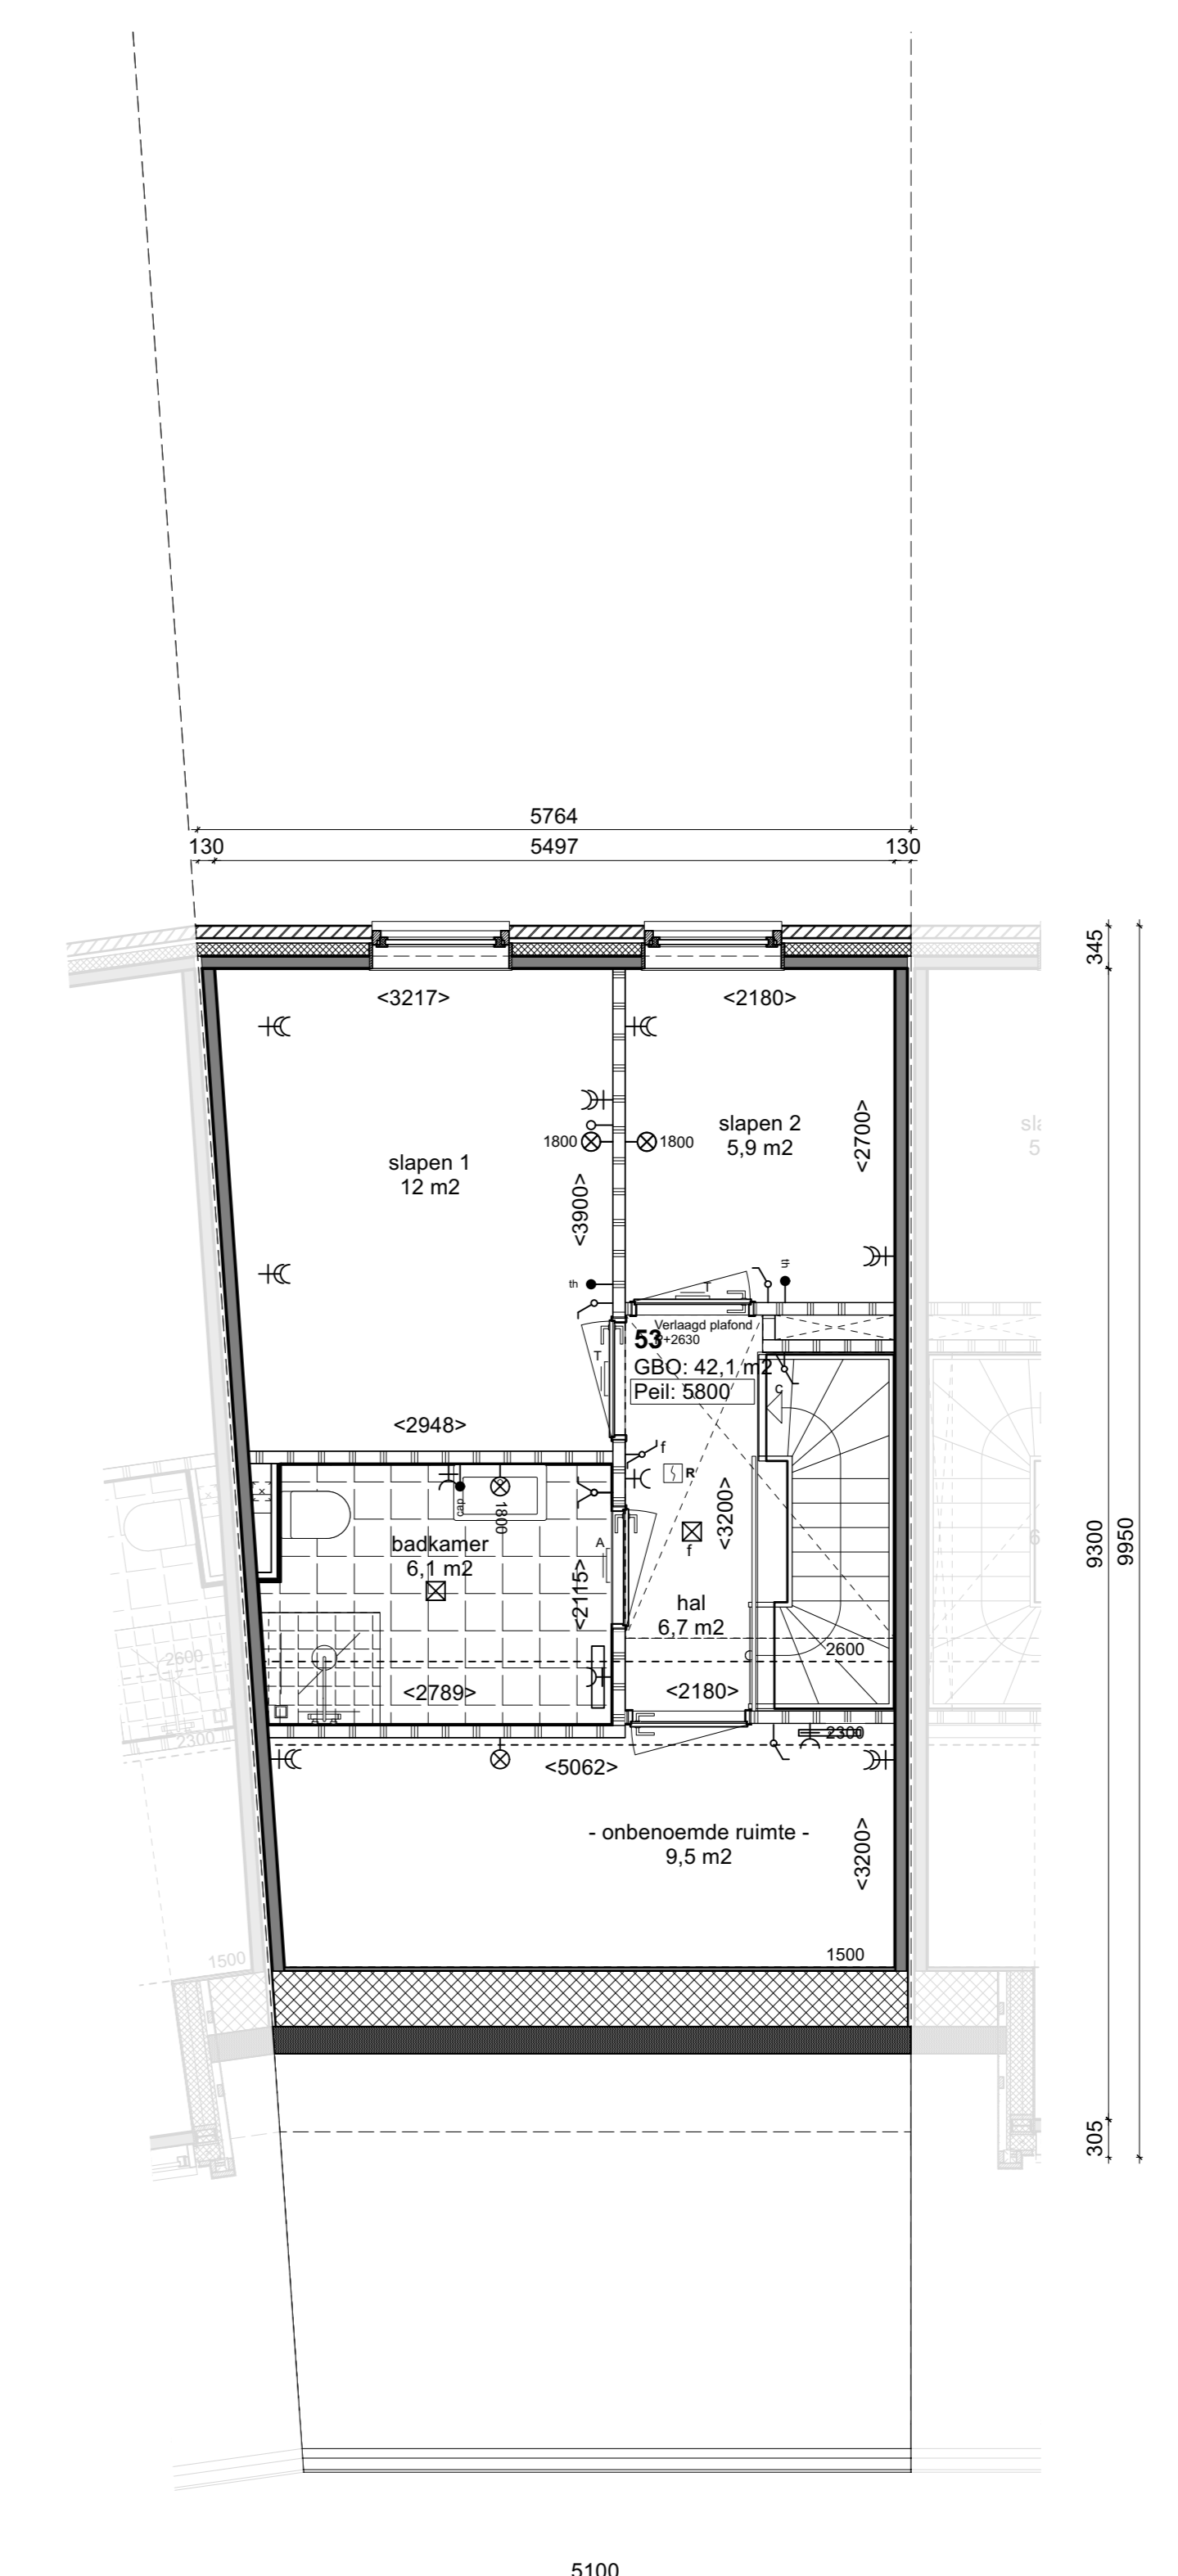 5764
130
5497
130
345
<3217>
<2180>
slapen 2
5,9 m2
<2700>
1800
1800
slapen 1
12 m2
<3900>
th
th
T
Verlaagd plafond
53
+2630
GBO: 42,1 m2
Peil: 5800
T
c
<2948>
f
R
cap
1800
<3200>
f
9300
9950
badkamer
6,1 m2
A
<2115>
hal
6,7 m2
2600
2600
<2789>
<2180>
2300
2300
<5062>
- onbenoemde ruimte -
9,5 m2
<3200>
1500
1500
305
5100